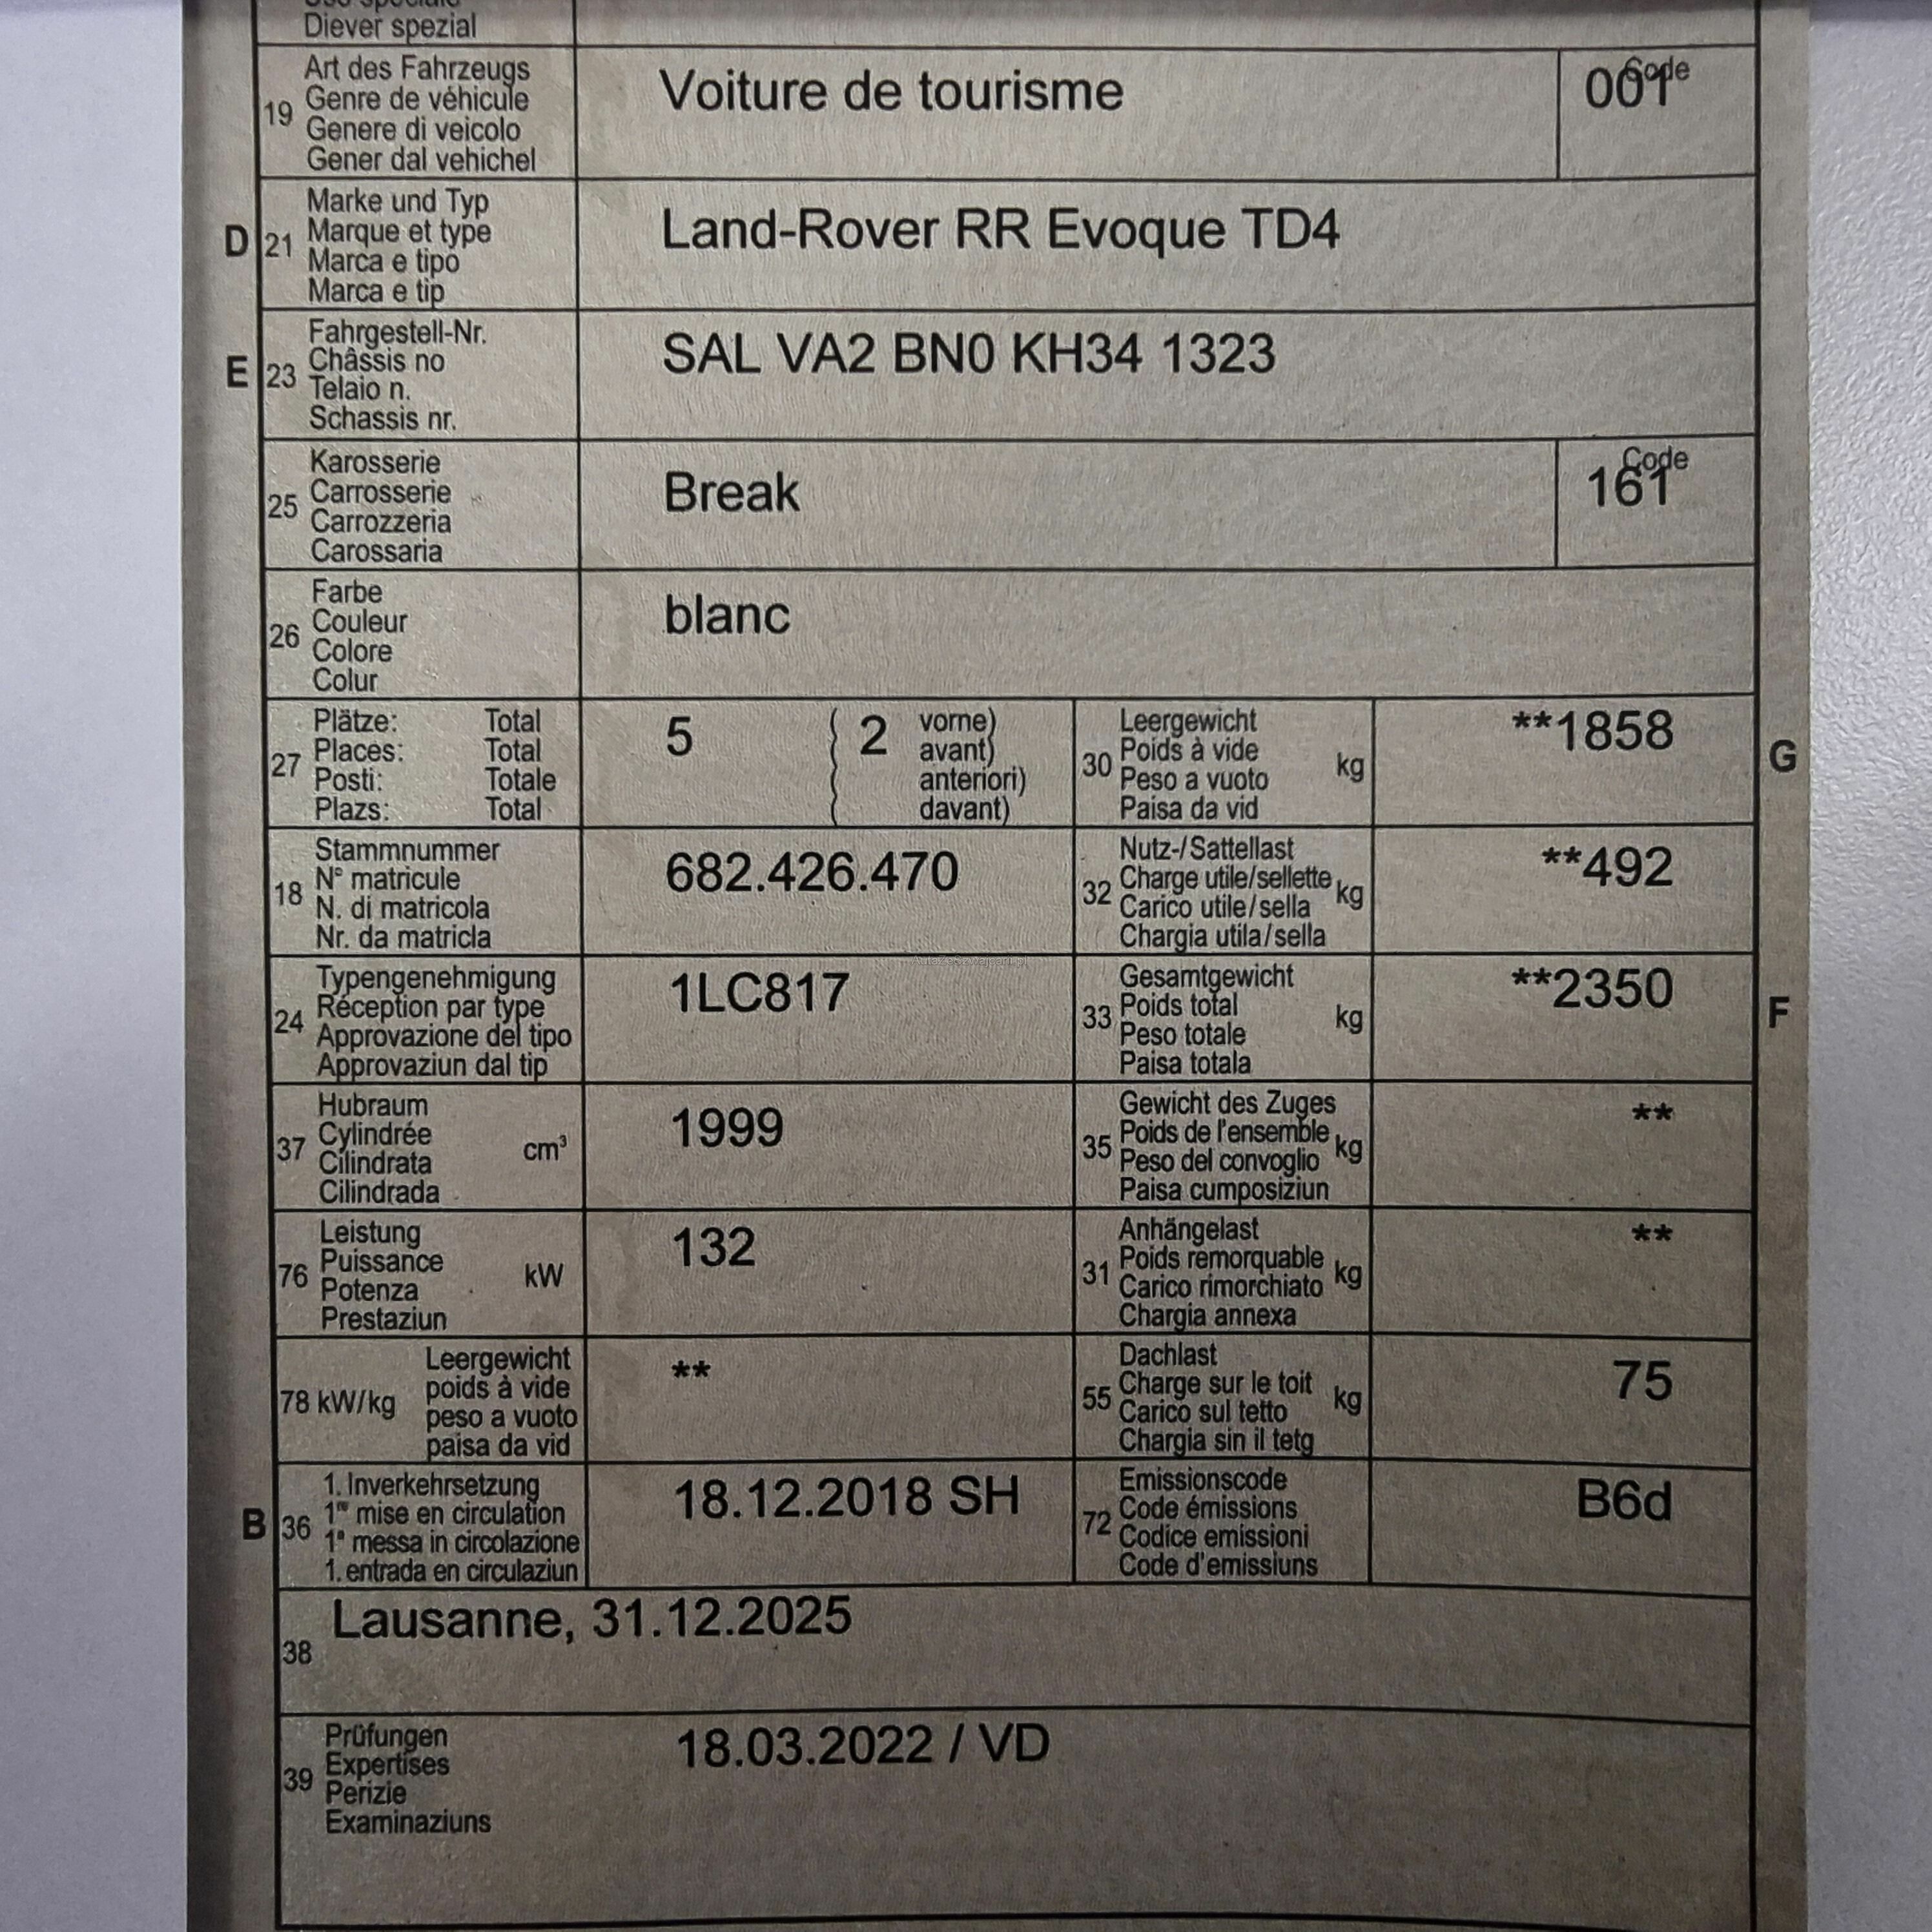 Diever spezial
19 Art des Fahrzeugs
Genre de véhicule
Genere di veicolo
Gener dal vehichel
Voiture de tourisme
Code
001
D 21 Marke und Typ
Marque et type
Marca e tipo
Marca e tip
Land-Rover RR Evoque TD4
E 23 Fahrgestell-Nr.
Châssis no
Telaio n.
Schassis nr.
SAL VA2 BN0 KH34 1323
25 Karosserie
Carrosserie
Carrozzeria
Carossaria
Break
Code
161
26 Farbe
Couleur
Colore
Colur
blanc
27 Plätze: Total
Places: Total
Posti: Totale
Plazs: Total
5 ( 2 vorne)
avant)
anteriori)
davant)
30 Leergewicht
Poids à vide
Peso a vuoto
Paisa da vid
kg
**1858
G
18 Stammnummer
N° matricule
N. di matricola
Nr. da matricla
682.426.470
32 Nutz-/Sattellast
Charge utile/sellette
Carico utile/sella
Chargia utila/sella
kg
**492
24 Typengenehmigung
Réception par type
Approvazione del tipo
Approvaziun dal tip
1LC817
33 Gesamtgewicht
Poids total
Peso totale
Paisa totala
kg
**2350
F
37 Hubraum
Cylindrée
Cilindrata
Cilindrada
cm³
1999
35 Gewicht des Zuges
Poids de l'ensemble
Peso del convoglio
Paisa cumposiziun
kg
**
76 Leistung
Puissance
Potenza
Prestaziun
kW
132
31 Anhängelast
Poids remorquable
Carico rimorchiato
Chargia annexa
kg
**
78 kW/kg Leergewicht
poids à vide
peso a vuoto
paisa da vid
**
55 Dachlast
Charge sur le toit
Carico sul tetto
Chargia sin il tetg
kg
75
B 36 1. Inverkehrsetzung
1re mise en circulation
1a messa in circolazione
1. entrada en circulaziun
18.12.2018 SH
72 Emissionscode
Code émissions
Codice emissioni
Code d'emissiuns
B6d
38 Lausanne, 31.12.2025
39 Prüfungen
Expertises
Perizie
Examinaziuns
18.03.2022 / VD